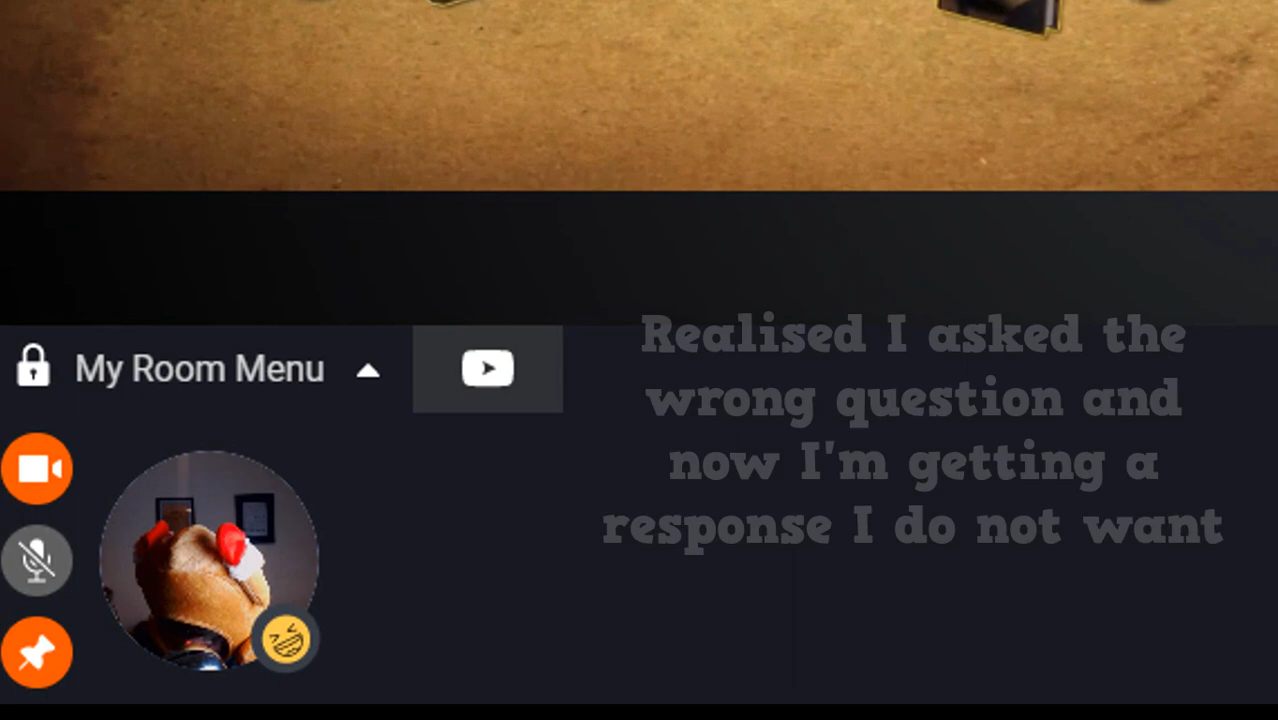 My Room Menu
Realised I asked the
wrong question and
now I'm getting a
response I do not want